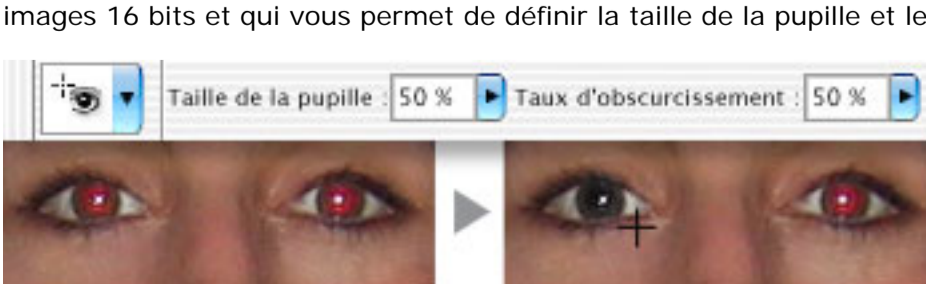 images 16 bits et qui vous permet de définir la taille de la pupille et le
Taille de la pupille : 50 % Taux d'obscurcissement : 50 %